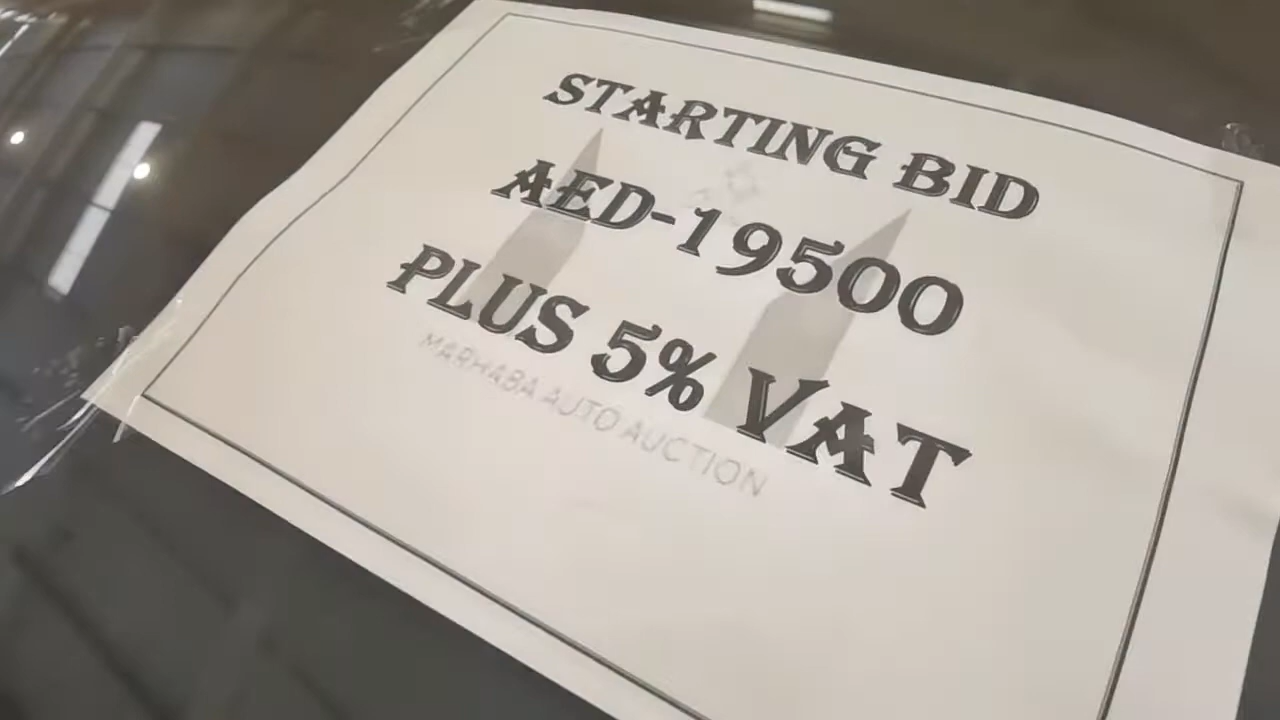 STARTING BID
AED-19500
PLUS 5% VAT
MARHABA AUTO AUCTION